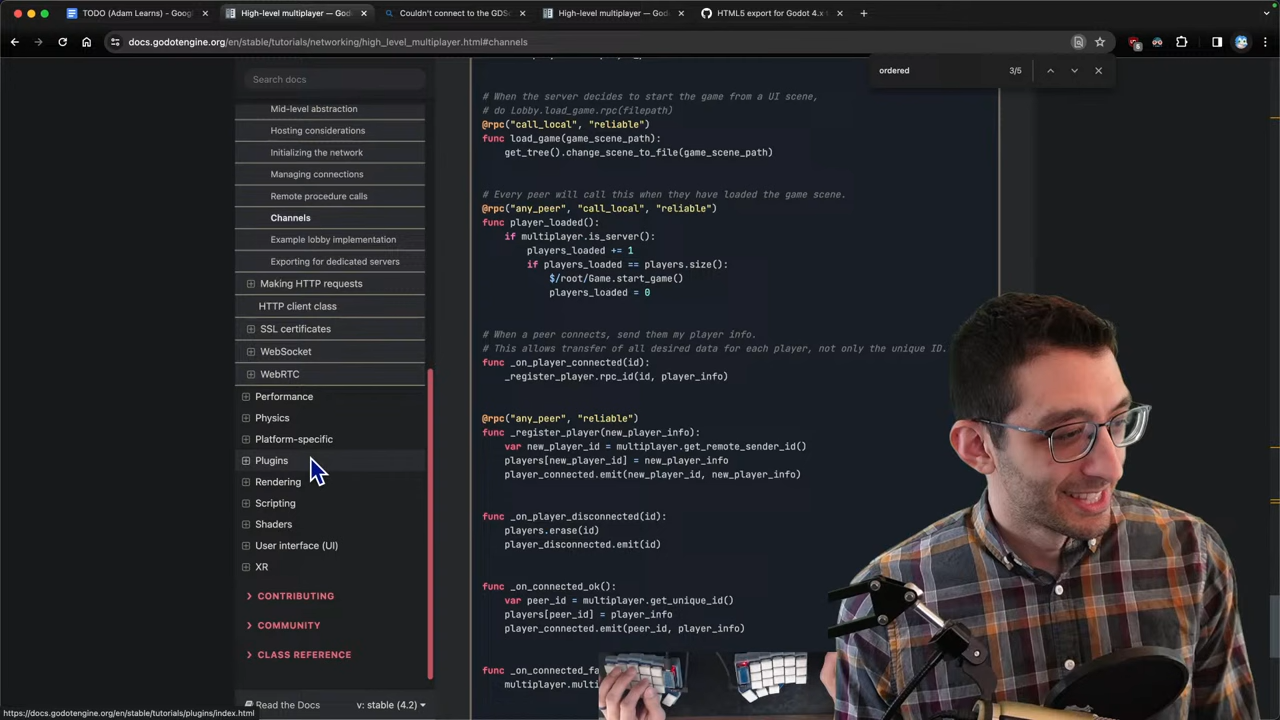 TODO (Adam Learns) - Goog
High-level multiplayer — God
Couldn't connect to the GDSc
High-level multiplayer — God
HTML5 export for Godot 4.x t
docs.godotengine.org/en/stable/tutorials/networking/high_level_multiplayer.html#channels
ordered
3/5
Search docs
Mid-level abstraction
Hosting considerations
Initializing the network
Managing connections
Remote procedure calls
Channels
Example lobby implementation
Exporting for dedicated servers
Making HTTP requests
HTTP client class
SSL certificates
WebSocket
WebRTC
Performance
Physics
Platform-specific
Plugins
Rendering
Scripting
Shaders
User interface (UI)
XR
CONTRIBUTING
COMMUNITY
CLASS REFERENCE
Read the Docs
v: stable (4.2)
https://docs.godotengine.org/en/stable/tutorials/plugins/index.html
# When the server decides to start the game from a UI scene,
# do Lobby.load_game.rpc(filepath)
@rpc("call_local", "reliable")
func load_game(game_scene_path):
get_tree().change_scene_to_file(game_scene_path)
# Every peer will call this when they have loaded the game scene.
@rpc("any_peer", "call_local", "reliable")
func player_loaded():
if multiplayer.is_server():
players_loaded += 1
if players_loaded == players.size():
$/root/Game.start_game()
players_loaded = 0
# When a peer connects, send them my player info.
# This allows transfer of all desired data for each player, not only the unique ID.
func _on_player_connected(id):
_register_player.rpc_id(id, player_info)
@rpc("any_peer", "reliable")
func _register_player(new_player_info):
var new_player_id = multiplayer.get_remote_sender_id()
players[new_player_id] = new_player_info
player_connected.emit(new_player_id, new_player_info)
func _on_player_disconnected(id):
players.erase(id)
player_disconnected.emit(id)
func _on_connected_ok():
var peer_id = multiplayer.get_unique_id()
players[peer_id] = player_info
player_connected.emit(peer_id, player_info)
func _on_connected_fa
multiplayer.mult